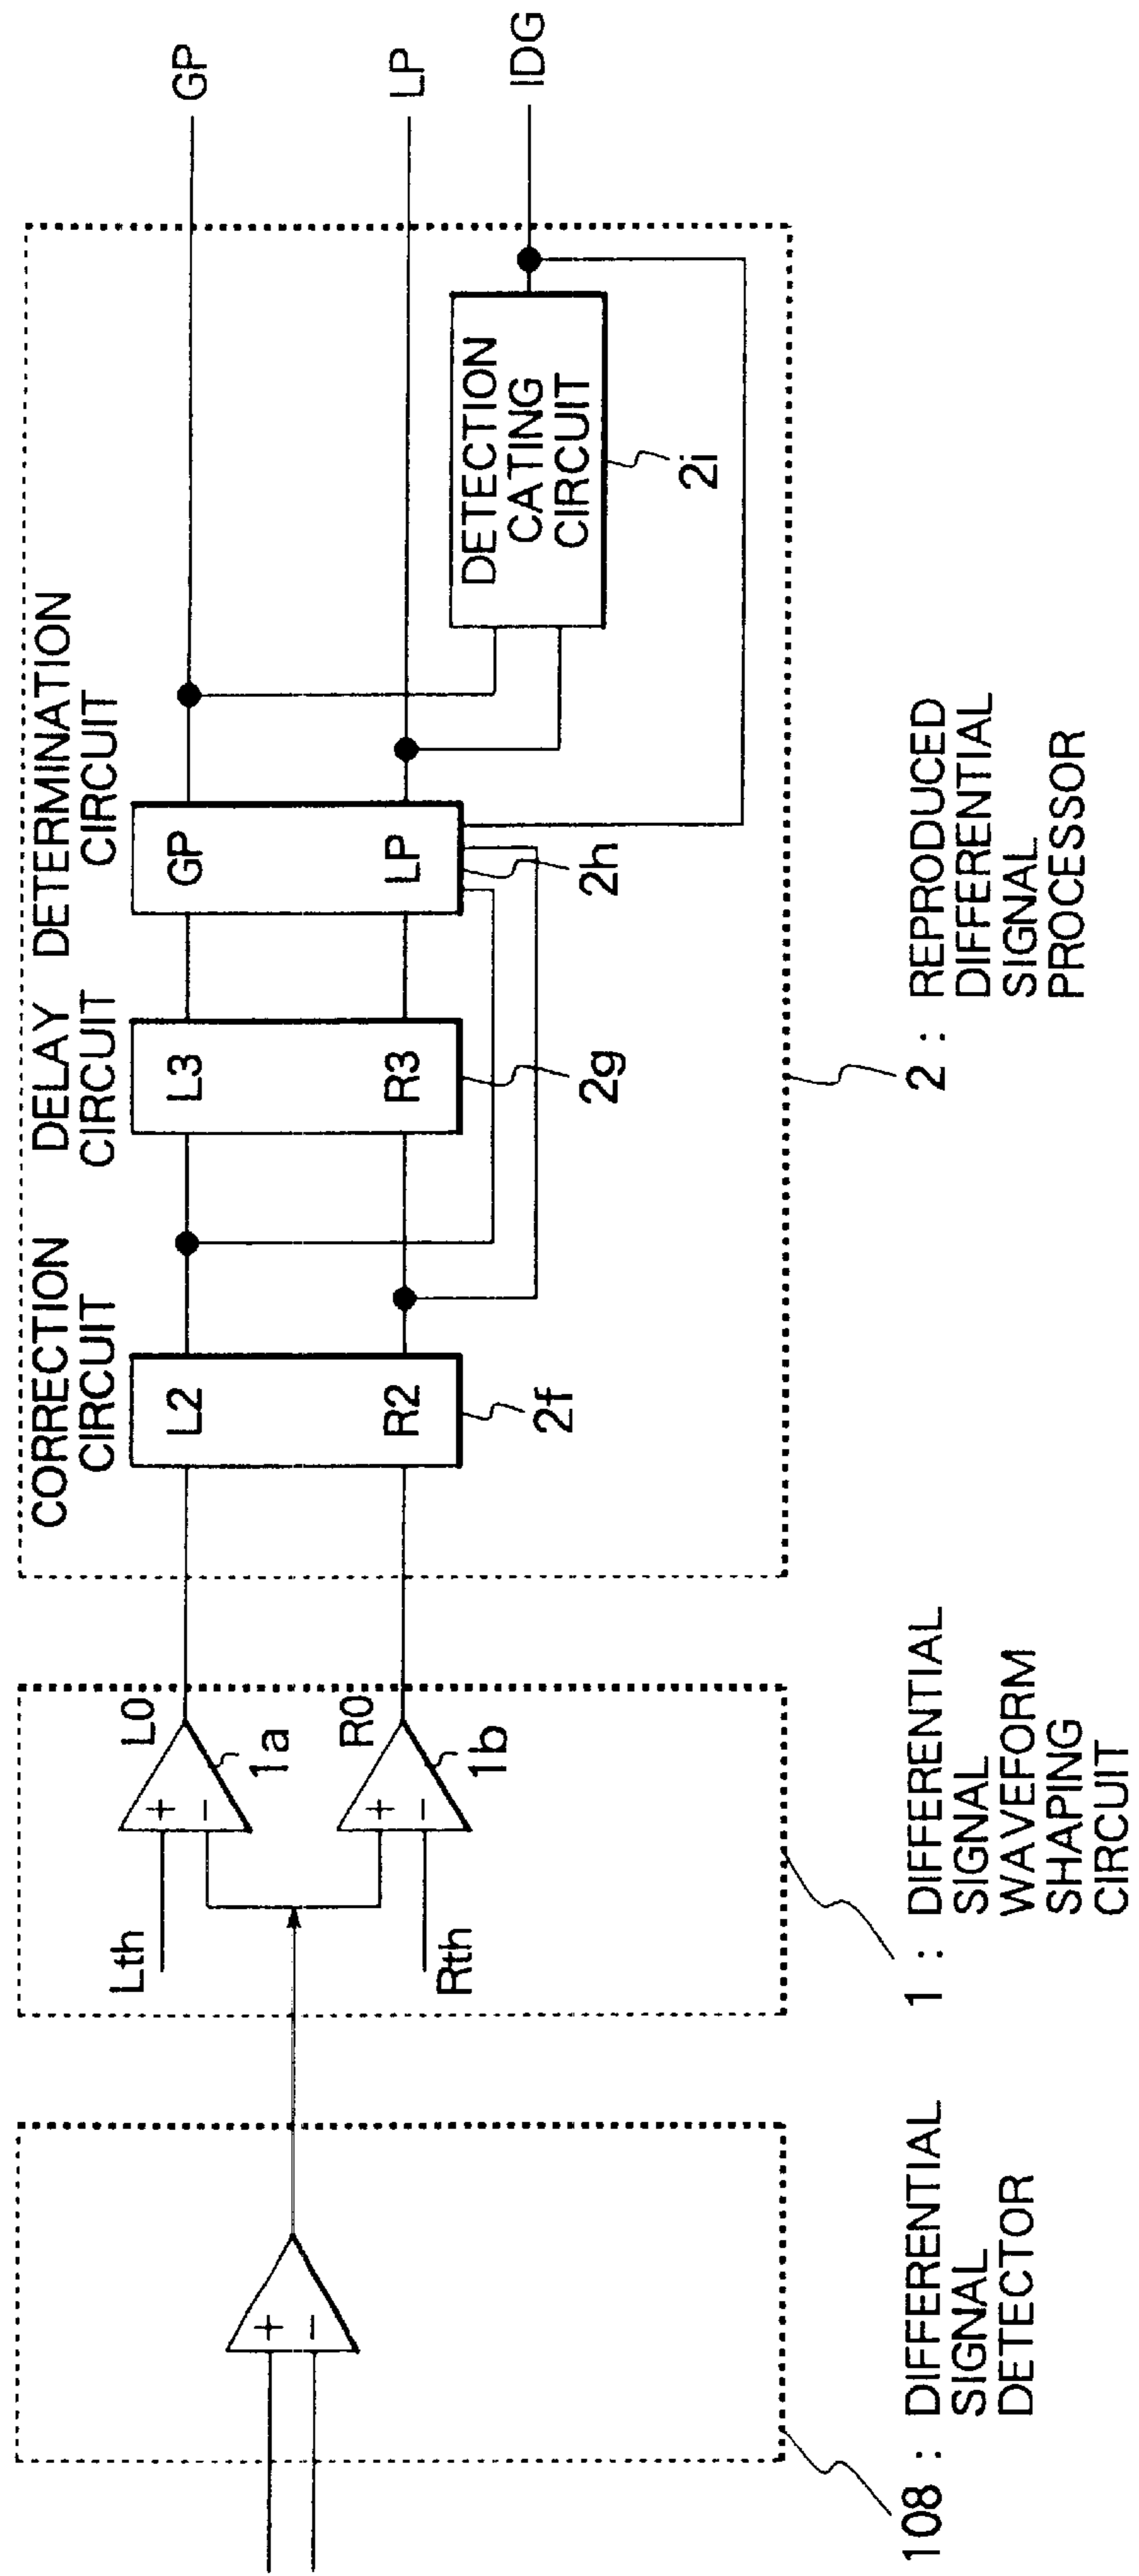 CORRECTION
CIRCUIT
DELAY
CIRCUIT
DETERMINATION
CIRCUIT
L0
L2
L3
GP
GP
+
−
1a
Lth
R0
R2
R3
LP
LP
+
−
1b
Rth
+
−
2f
2g
2h
DETECTION
CATING
CIRCUIT
2i
IDG
108 : DIFFERENTIAL
SIGNAL
DETECTOR
1 : DIFFERENTIAL
SIGNAL
WAVEFORM
SHAPING
CIRCUIT
2 : REPRODUCED
DIFFERENTIAL
SIGNAL
PROCESSOR